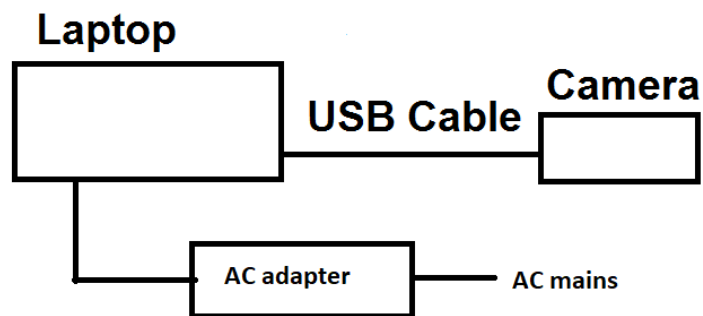 Laptop
Camera
USB Cable
AC adapter
AC mains